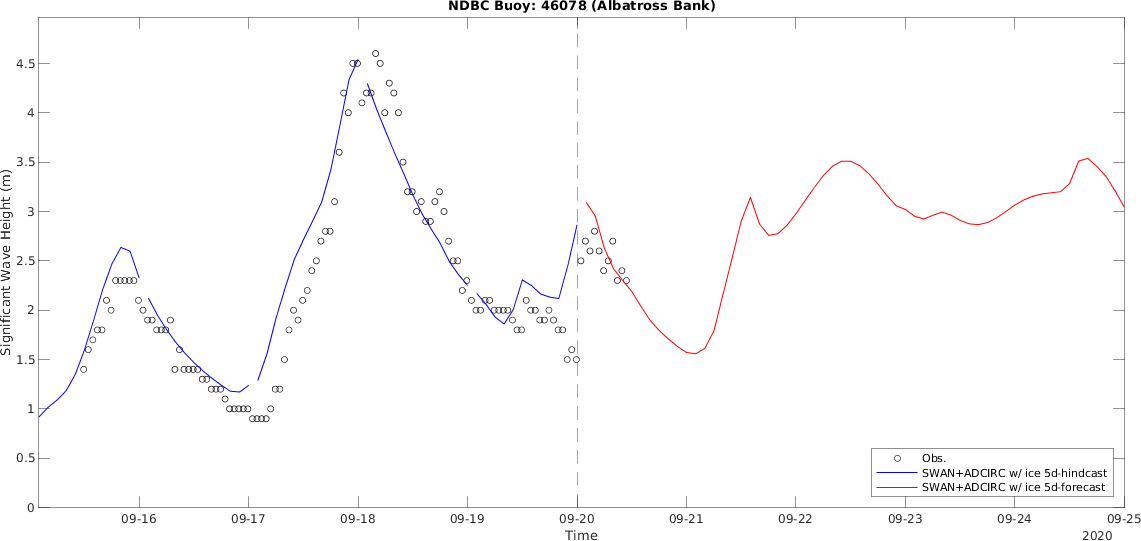 NDBC Buoy: 46078 (Albatross Bank)
Significant Wave Height (m)
4.5
4
3.5
3
2.5
2
1.5
1
0.5
0
Obs.
SWAN+ADCIRC w/ ice 5d-hindcast
SWAN+ADCIRC w/ ice 5d-forecast
09-16 09-17 09-18 09-19 09-20 09-21 09-22 09-23 09-24 09-25
Time
2020